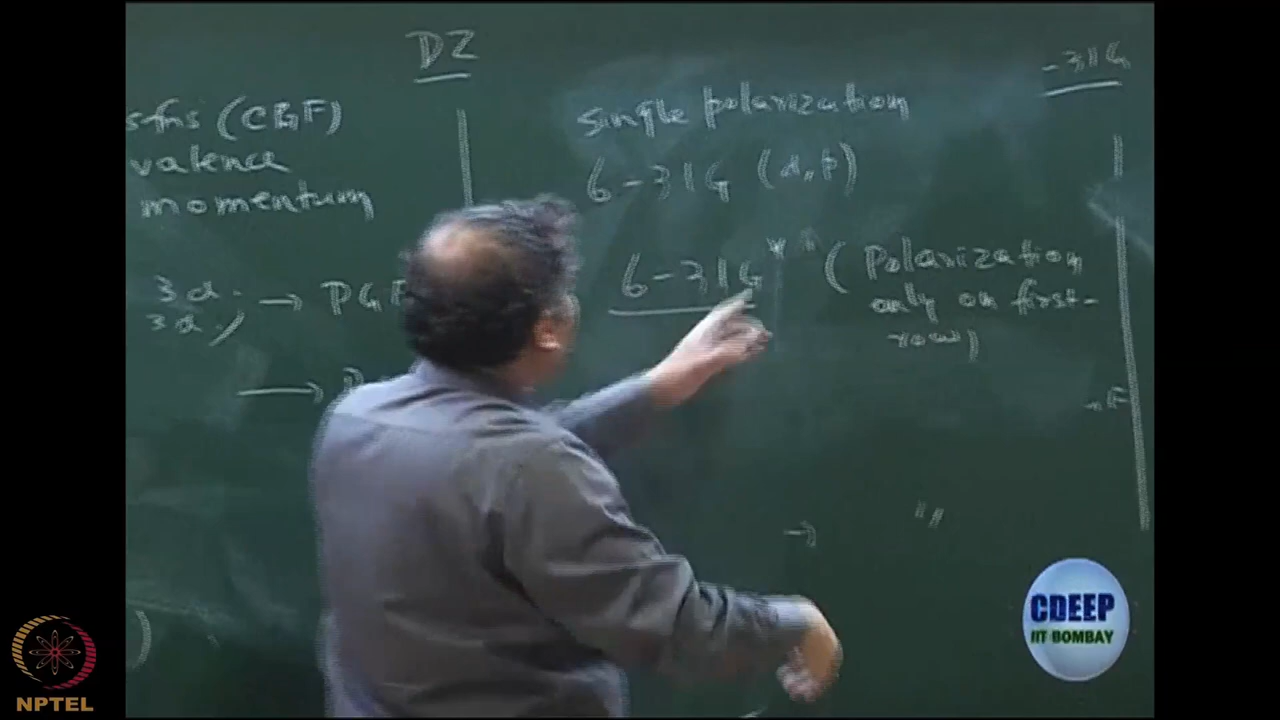 DZ
-31G
sfns (CGF)
valence
momentum
single polarization
6-31G (d,p)
6-31G* (Polarization
only on first-
row)
3d
3d
→ PGF
→
→ "
CDEEP
IIT BOMBAY
NPTEL